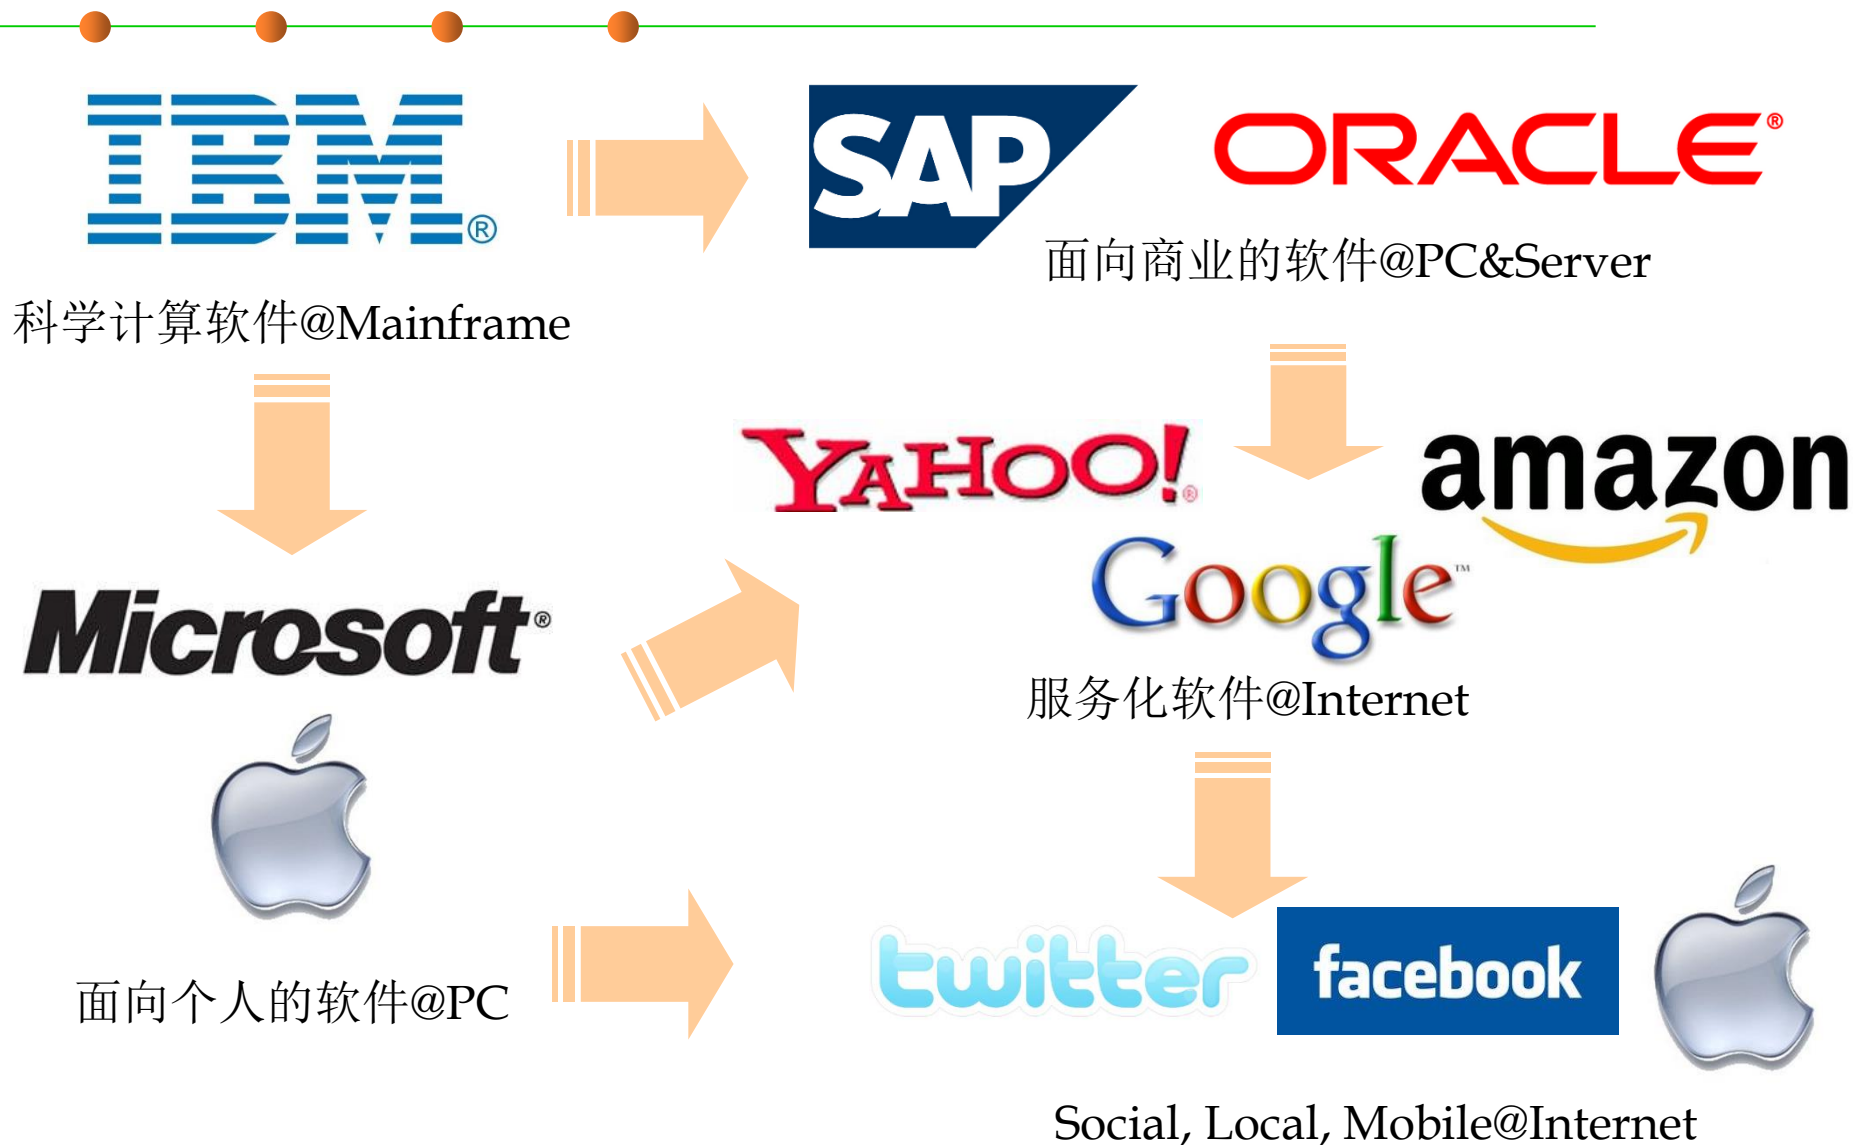 IBM®
SAP
ORACLE®
面向商业的软件@PC&Server
科学计算软件@Mainframe
YAHOO!®
amazon
Google™
Microsoft®
服务化软件@Internet
twitter
facebook
面向个人的软件@PC
Social, Local, Mobile@Internet